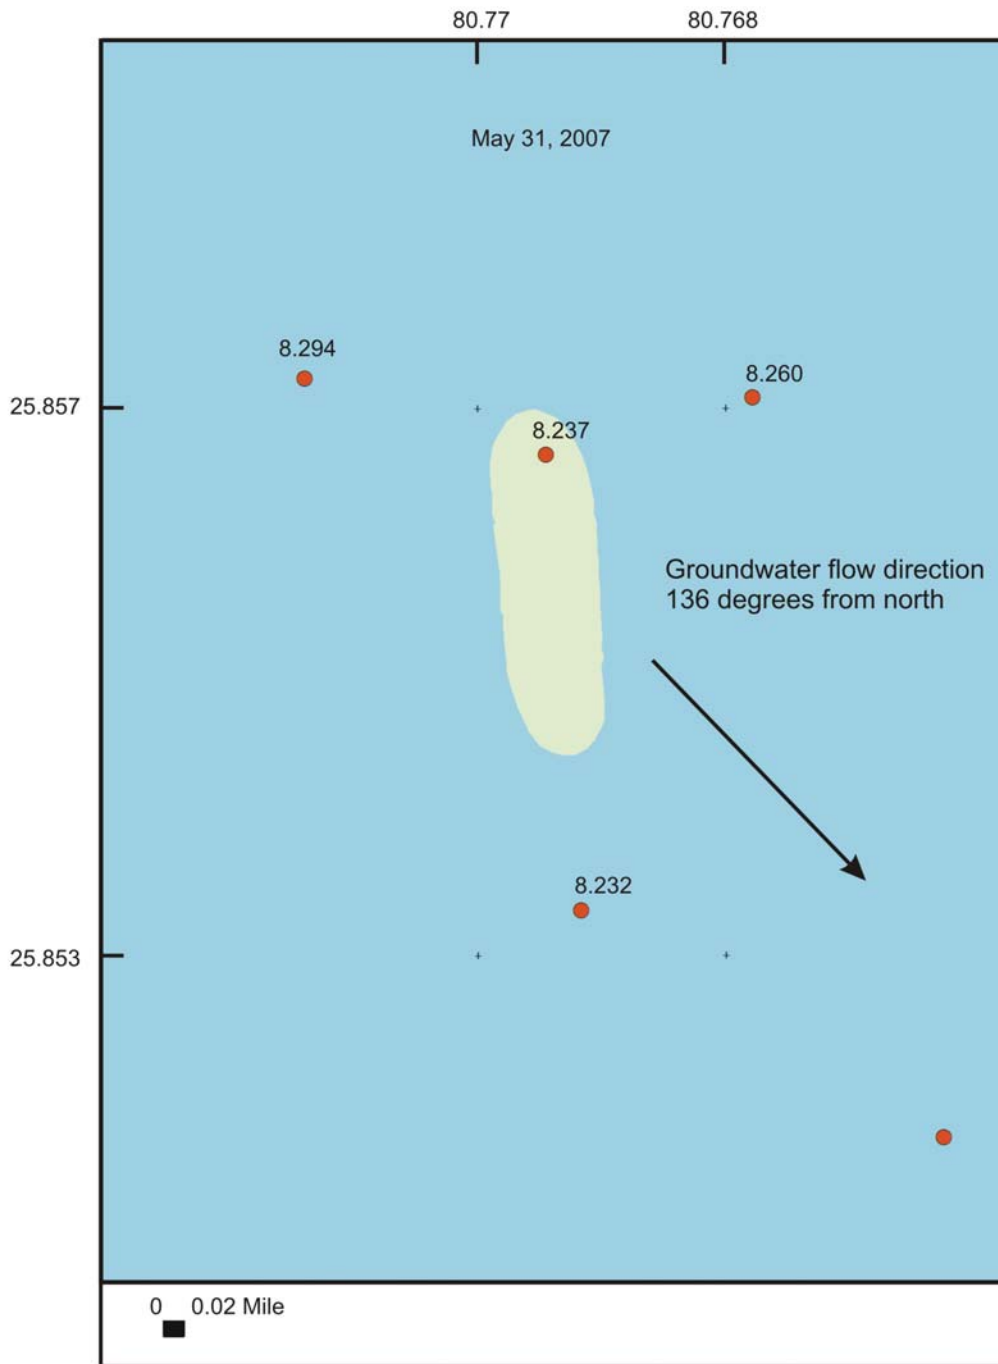 80.77 80.768
May 31, 2007
8.294
8.260
25.857
8.237
Groundwater flow direction
136 degrees from north
8.232
25.853
0 0.02 Mile